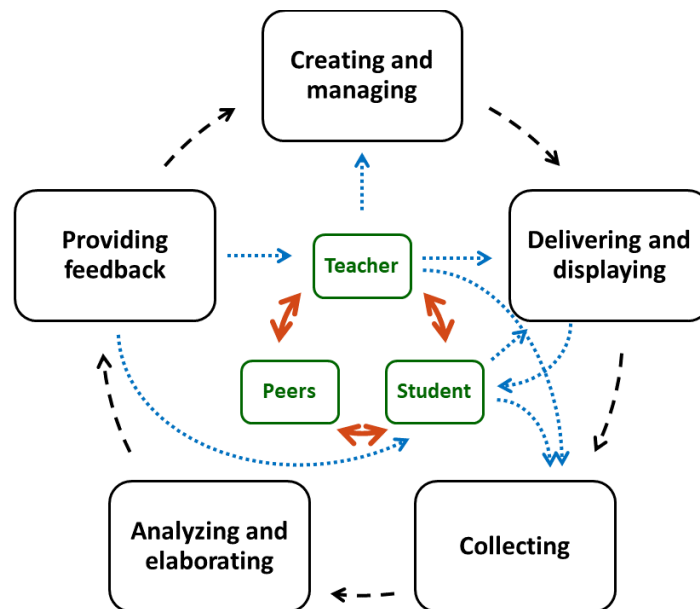 Creating and
managing
Providing
feedback
Delivering and
displaying
Teacher
Peers
Student
Analyzing and
elaborating
Collecting